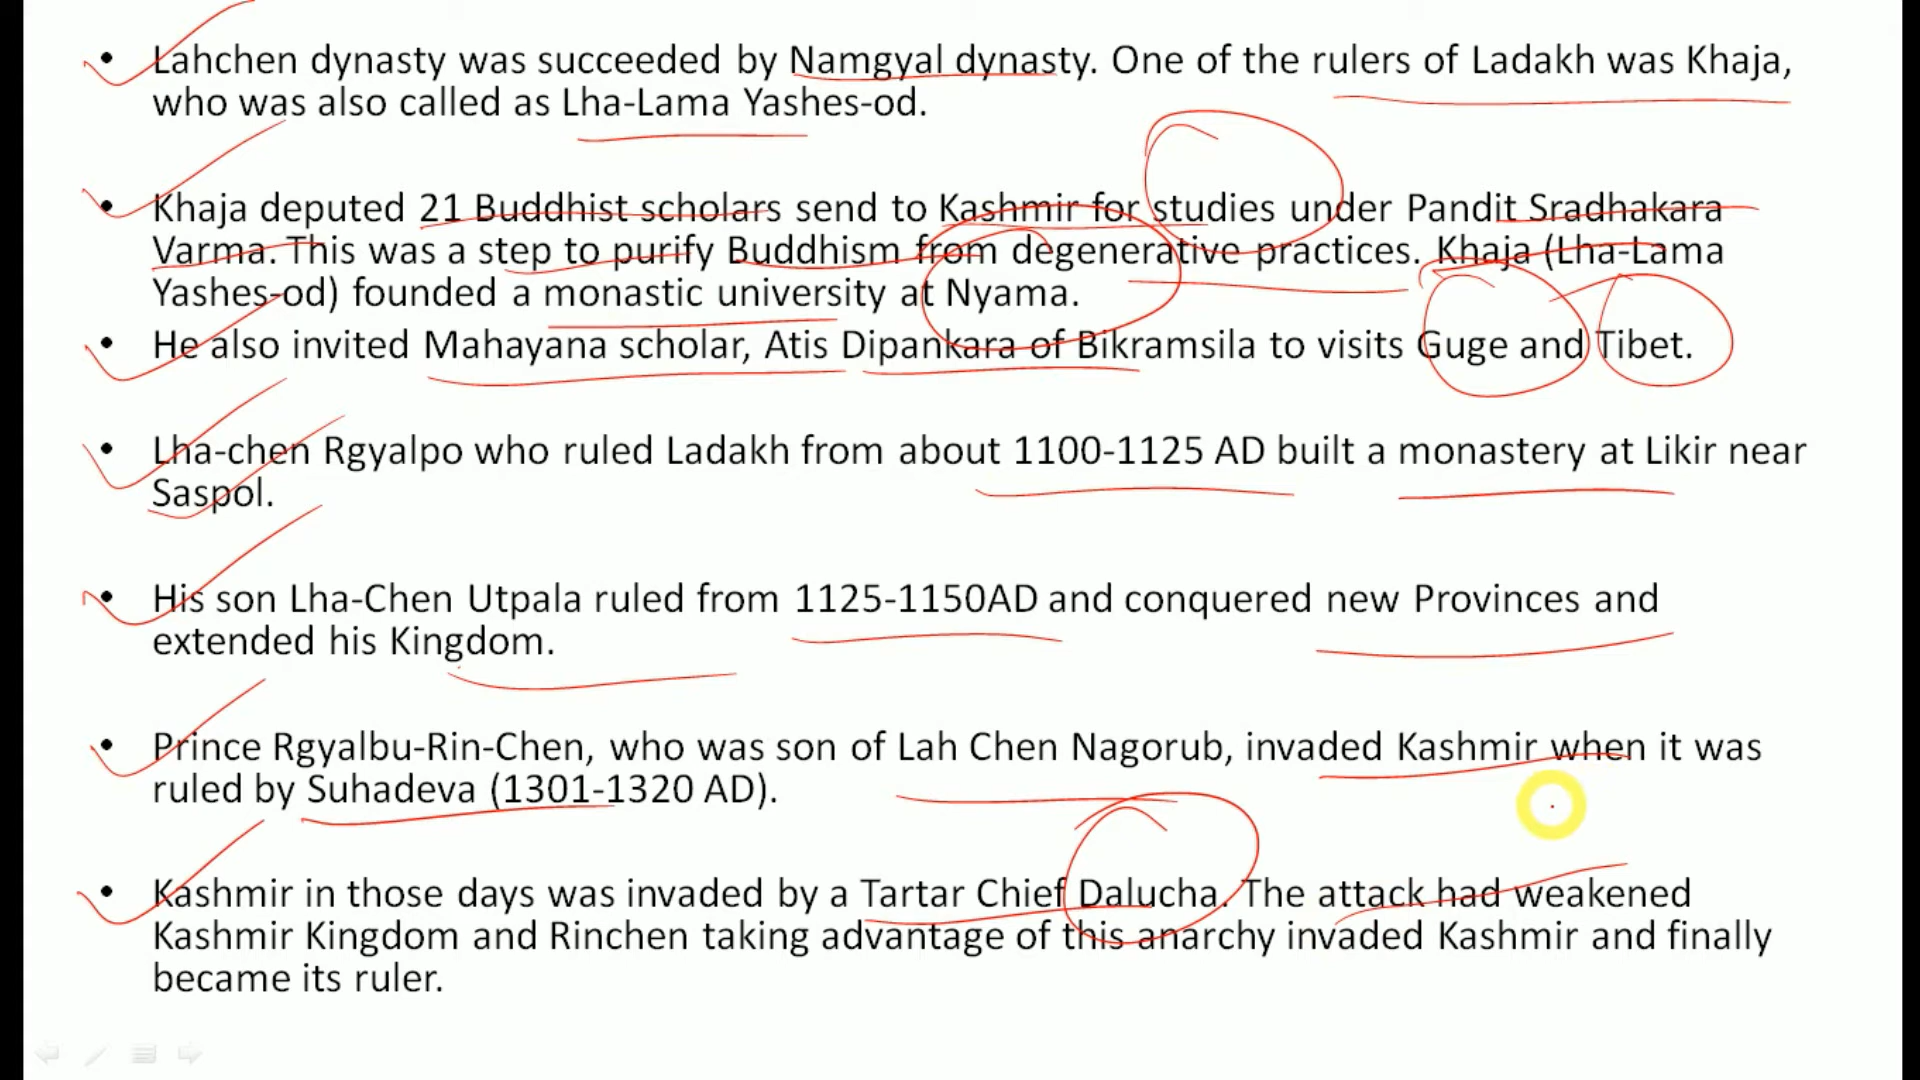 • Lahchen dynasty was succeeded by Namgyal dynasty. One of the rulers of Ladakh was Khaja,
who was also called as Lha-Lama Yashes-od.
• Khaja deputed 21 Buddhist scholars send to Kashmir for studies under Pandit Sradhakara
Varma. This was a step to purify Buddhism from degenerative practices. Khaja (Lha-Lama
Yashes-od) founded a monastic university at Nyama.
• He also invited Mahayana scholar, Atis Dipankara of Bikramsila to visits Guge and Tibet.
• Lha-chen Rgyalpo who ruled Ladakh from about 1100-1125 AD built a monastery at Likir near
Saspol.
• His son Lha-Chen Utpala ruled from 1125-1150AD and conquered new Provinces and
extended his Kingdom.
• Prince Rgyalbu-Rin-Chen, who was son of Lah Chen Nagorub, invaded Kashmir when it was
ruled by Suhadeva (1301-1320 AD).
• Kashmir in those days was invaded by a Tartar Chief Dalucha. The attack had weakened
Kashmir Kingdom and Rinchen taking advantage of this anarchy invaded Kashmir and finally
became its ruler.